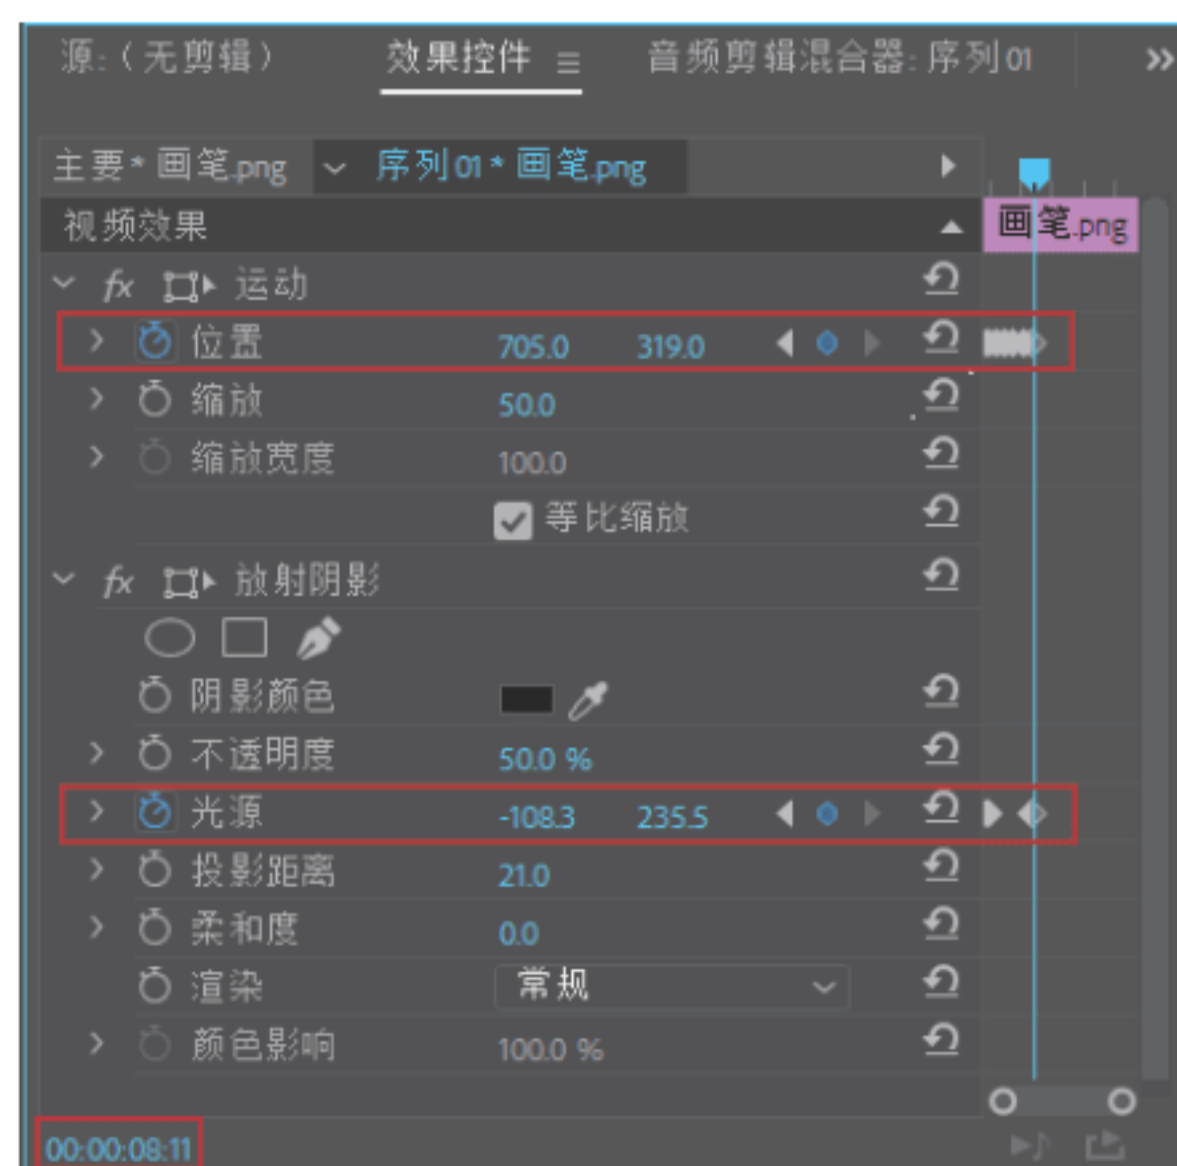 源:（无剪辑） 效果控件 音频剪辑混合器: 序列 01
主要* 画笔.png 序列 01 * 画笔.png
视频效果 画笔.png
fx 运动
位置 705.0 319.0
缩放 50.0
缩放宽度 100.0
等比缩放
fx 放射阴影
阴影颜色
不透明度 50.0 %
光源 -108.3 235.5
投影距离 21.0
柔和度 0.0
渲染 常规
颜色影响 100.0 %
00:00:08:11